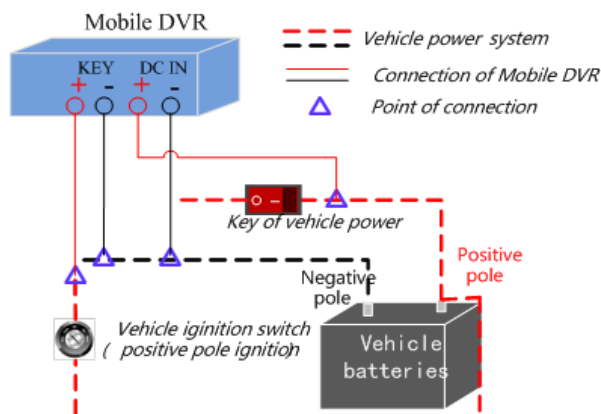 Mobile DVR
KEY DC IN
+ - + -
Vehicle power system
Connection of Mobile DVR
Point of connection
Key of vehicle power
Positive
pole
Negative
pole
Vehicle iginition switch
( positive pole ignition)
Vehicle
batteries